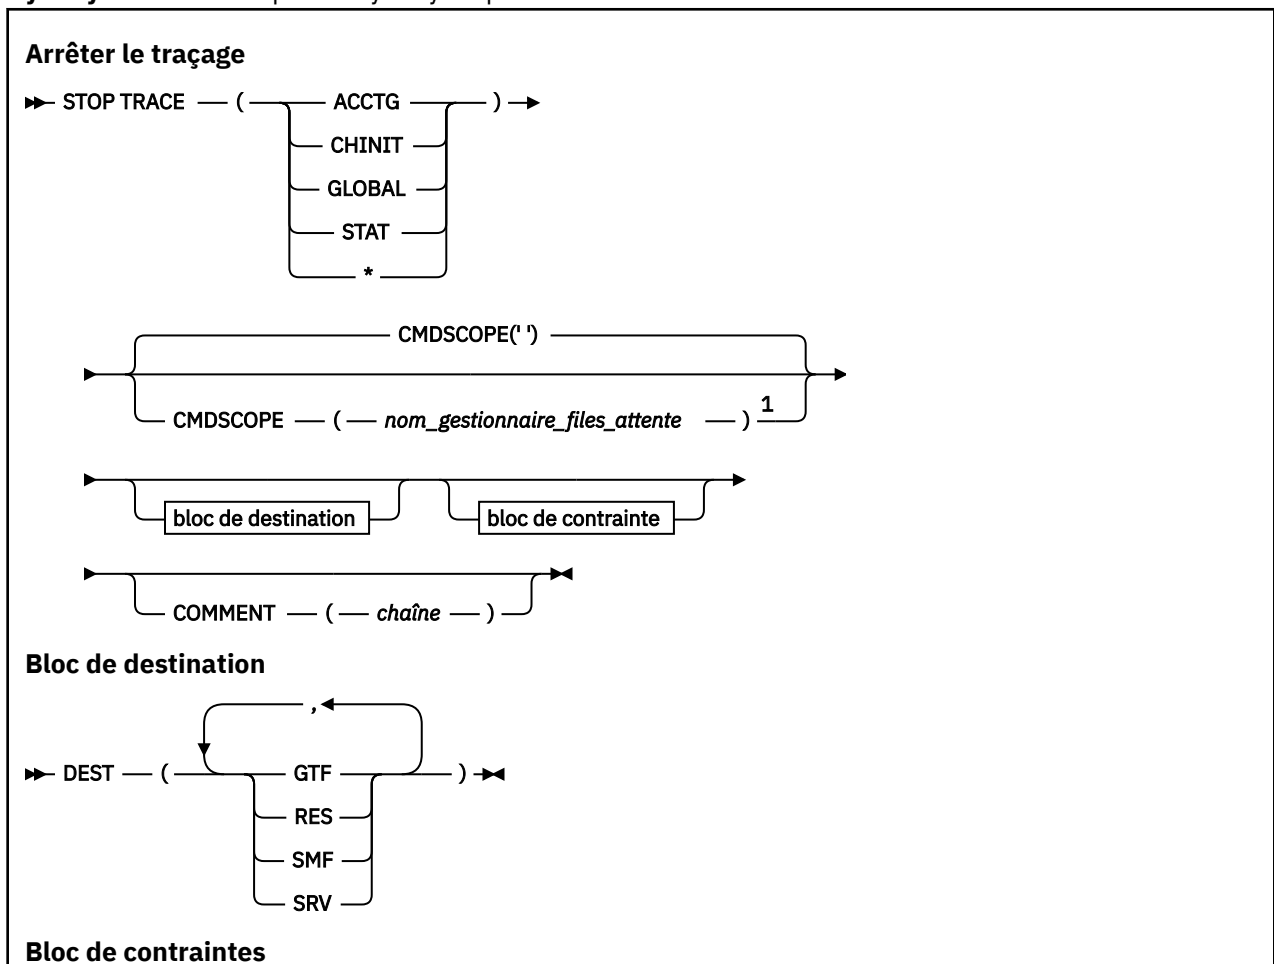 Arrêter le traçage
STOP TRACE ( ACCTG )
CHINIT
GLOBAL
STAT
*
CMDSCOPE(' ')
CMDSCOPE ( nom_gestionnaire_files_attente ) 1
bloc de destination bloc de contrainte
COMMENT ( chaîne )
Bloc de destination
,
DEST ( GTF )
RES
SMF
SRV
Bloc de contraintes